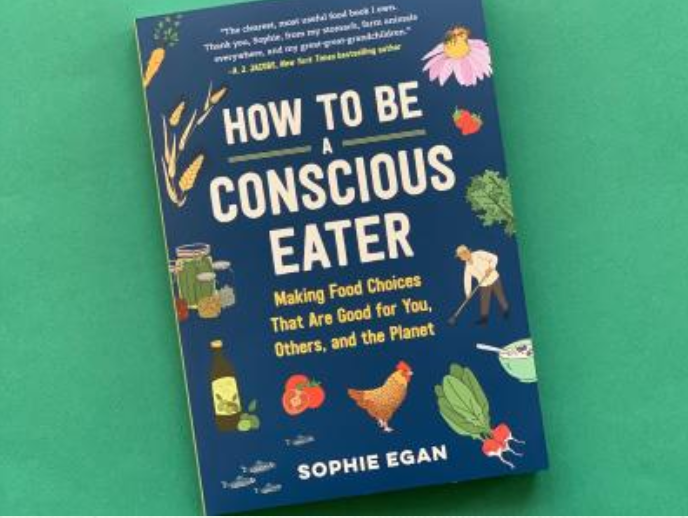 "The clearest, most useful food book I own.
Thank you, Sophie, from my stomach, farm animals
everywhere, and my great-great-grandchildren."
—A. J. JACOBS, New York Times bestselling author
HOW TO BE
A
CONSCIOUS
EATER
Making Food Choices
That Are Good for You,
Others, and the Planet
SOPHIE EGAN